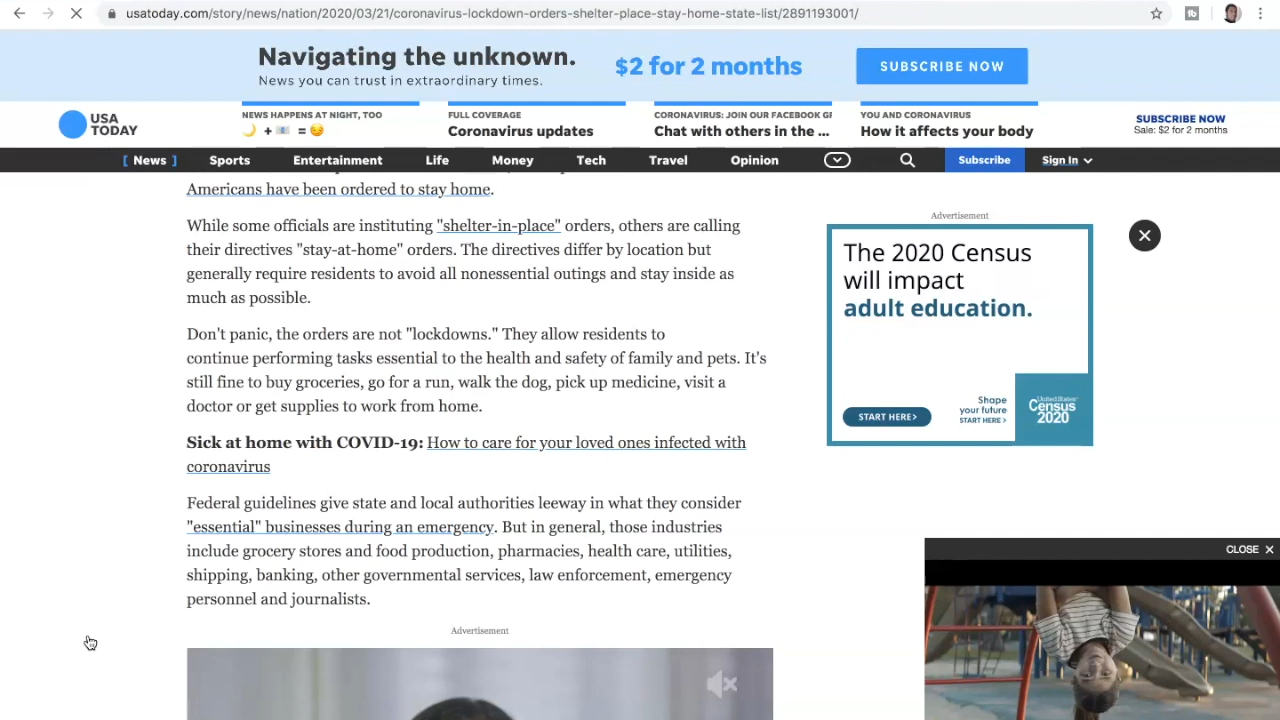 usatoday.com/story/news/nation/2020/03/21/coronavirus-lockdown-orders-shelter-place-stay-home-state-list/2891193001/
Navigating the unknown.
News you can trust in extraordinary times.
$2 for 2 months
SUBSCRIBE NOW
USA
TODAY
NEWS HAPPENS AT NIGHT, TOO
🌙 + 📧 = 😌
FULL COVERAGE
Coronavirus updates
CORONAVIRUS: JOIN OUR FACEBOOK GR
Chat with others in the ...
YOU AND CORONAVIRUS
How it affects your body
SUBSCRIBE NOW
Sale: $2 for 2 months
[ News ]
Sports
Entertainment
Life
Money
Tech
Travel
Opinion
Subscribe
Sign In
Americans have been ordered to stay home.
While some officials are instituting "shelter-in-place" orders, others are calling
their directives "stay-at-home" orders. The directives differ by location but
generally require residents to avoid all nonessential outings and stay inside as
much as possible.
Don't panic, the orders are not "lockdowns." They allow residents to
continue performing tasks essential to the health and safety of family and pets. It's
still fine to buy groceries, go for a run, walk the dog, pick up medicine, visit a
doctor or get supplies to work from home.
Sick at home with COVID-19: How to care for your loved ones infected with
coronavirus
Federal guidelines give state and local authorities leeway in what they consider
"essential" businesses during an emergency. But in general, those industries
include grocery stores and food production, pharmacies, health care, utilities,
shipping, banking, other governmental services, law enforcement, emergency
personnel and journalists.
Advertisement
Advertisement
The 2020 Census
will impact
adult education.
START HERE>
Shape
your future
START HERE >
United States
Census
2020
CLOSE X